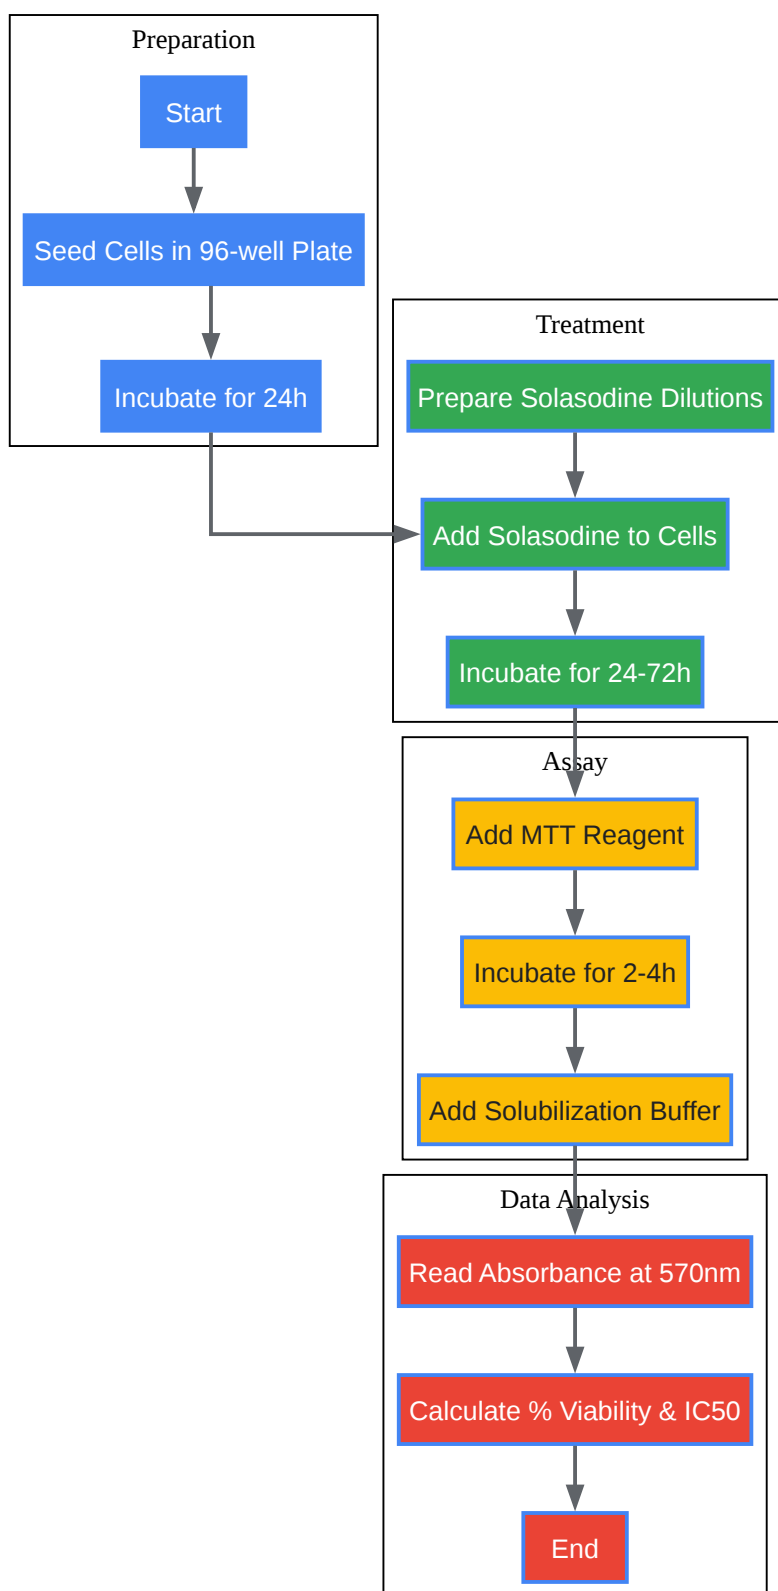 Preparation
Start
Seed Cells in 96-well Plate
Incubate for 24h
Treatment
Prepare Solasodine Dilutions
Add Solasodine to Cells
Incubate for 24-72h
Assay
Add MTT Reagent
Incubate for 2-4h
Add Solubilization Buffer
Data Analysis
Read Absorbance at 570nm
Calculate % Viability & IC50
End